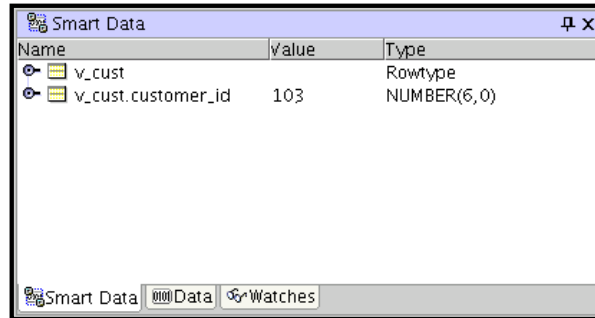 Smart Data
Name Value Type
v_cust Rowtype
v_cust.customer_id 103 NUMBER(6,0)
Smart Data Data Watches